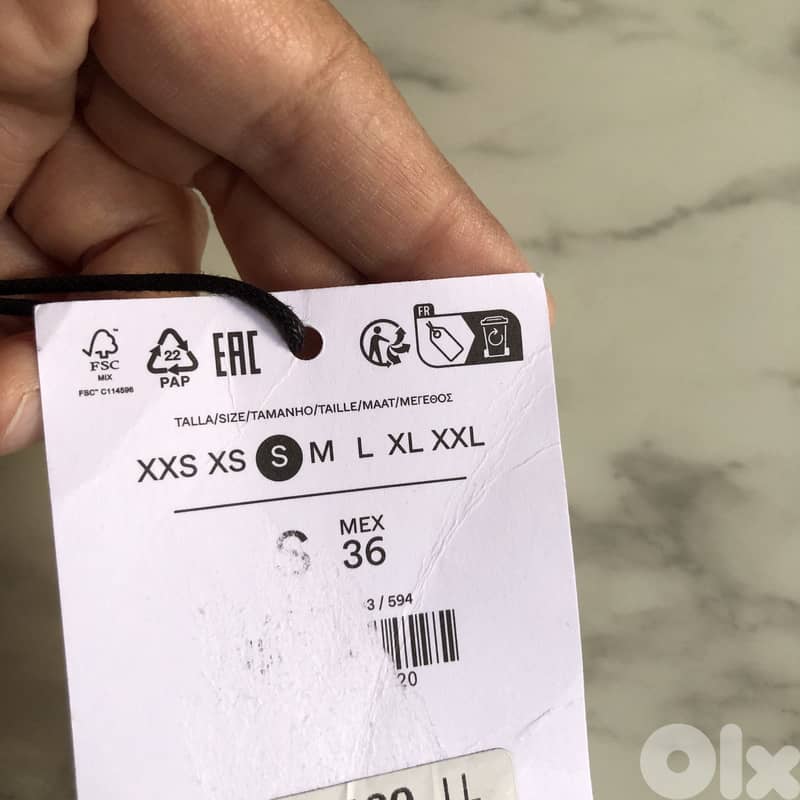 FR
FSC
MIX
FSC™ C114596
22
PAP
EAC
TALLA/SIZE/TAMANHO/TAILLE/MAAT/ΜΕΓΕΘΟΣ
XXS XS S M L XL XXL
S
MEX
36
3 / 594
20
Olx